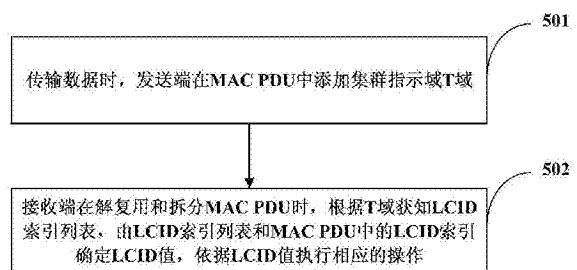 501
传输数据时，发送端在MAC PDU中添加集群指示域T域
502
接收端在解复用和拆分MAC PDU时，根据T域获知LCID
索引列表，由LCID索引列表和MAC PDU中的LCID索引
确定LCID值，依据LCID值执行相应的操作